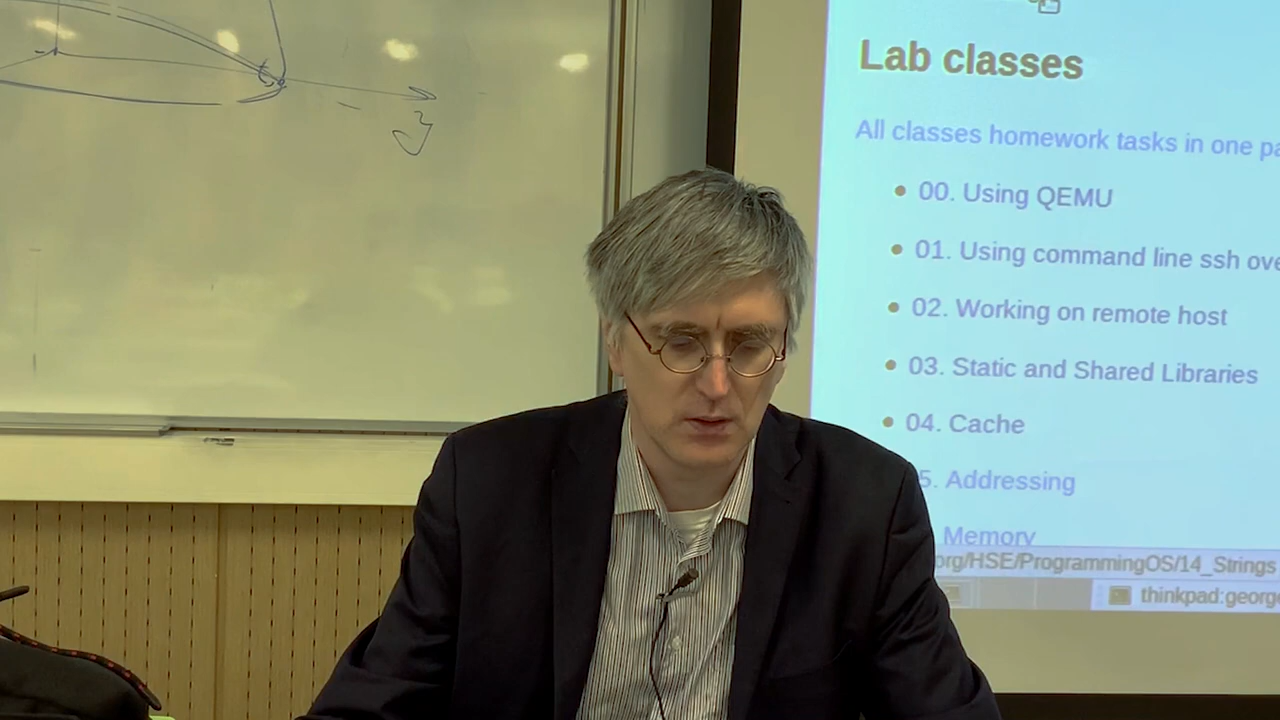 Lab classes
All classes homework tasks in one pa
00. Using QEMU
01. Using command line ssh ove
02. Working on remote host
03. Static and Shared Libraries
04. Cache
5. Addressing
Memory
org/HSE/ProgrammingOS/14_Strings
thinkpad:george